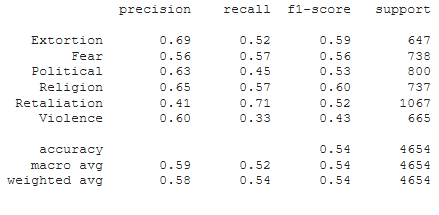 precision recall f1-score support
Extortion 0.69 0.52 0.59 647
Fear 0.56 0.57 0.56 738
Political 0.63 0.45 0.53 800
Religion 0.65 0.57 0.60 737
Retaliation 0.41 0.71 0.52 1067
Violence 0.60 0.33 0.43 665
accuracy 0.54 4654
macro avg 0.59 0.52 0.54 4654
weighted avg 0.58 0.54 0.54 4654